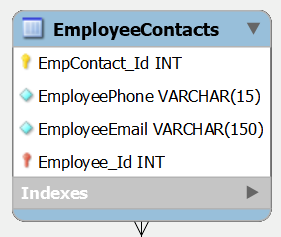 EmployeeContacts
EmpContact_Id INT
EmployeePhone VARCHAR(15)
EmployeeEmail VARCHAR(150)
Employee_Id INT
Indexes